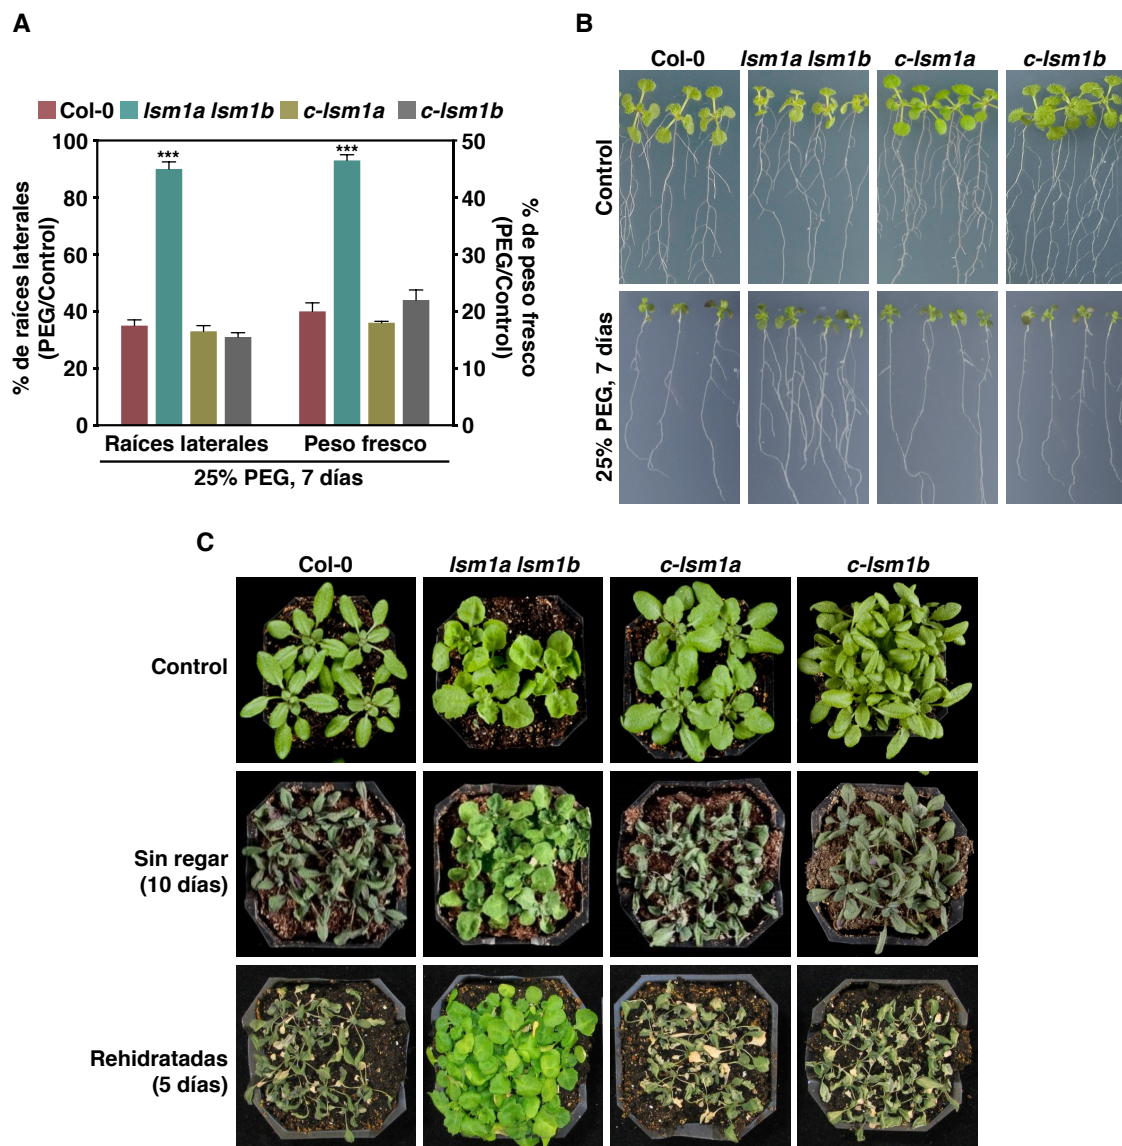 A
Col-0 lsm1a lsm1b c-lsm1a c-lsm1b
% de raíces laterales
(PEG/Control)
100
80
60
40
20
0
*** ***
50
40
30
20
10
0
% de peso fresco
(PEG/Control)
Raíces laterales Peso fresco
25% PEG, 7 días
B
Col-0 lsm1a lsm1b c-lsm1a c-lsm1b
Control
25% PEG, 7 días
C
Col-0 lsm1a lsm1b c-lsm1a c-lsm1b
Control
Sin regar
(10 días)
Rehidratadas
(5 días)